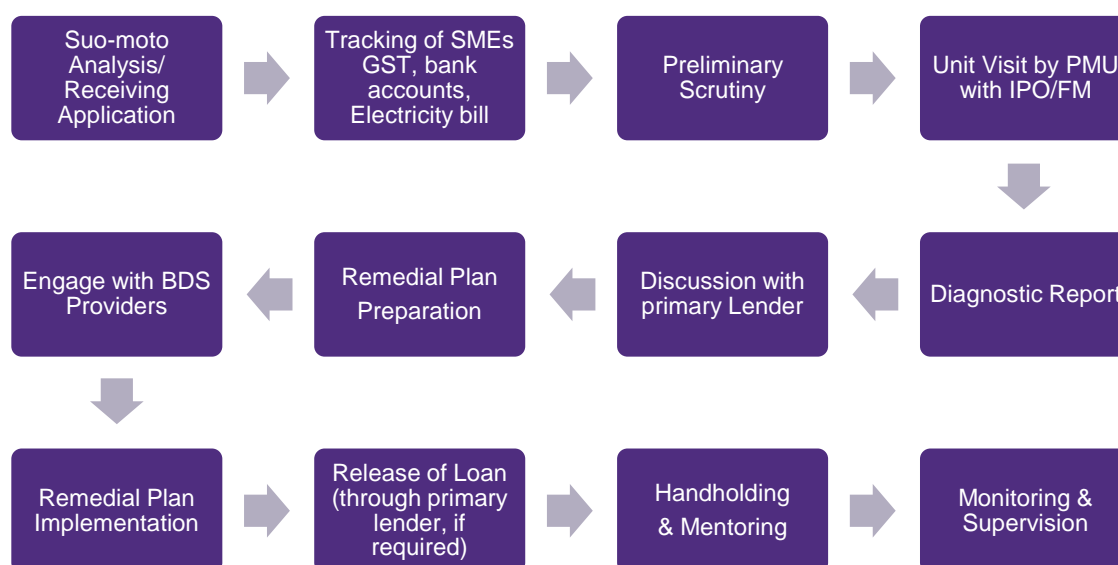 Suo-moto
Analysis/
Receiving
Application
Tracking of SMEs
GST, bank
accounts,
Electricity bill
Preliminary
Scrutiny
Unit Visit by PMU
with IPO/FM
Diagnostic Report
Discussion with
primary Lender
Remedial Plan
Preparation
Engage with BDS
Providers
Remedial Plan
Implementation
Release of Loan
(through primary
lender, if
required)
Handholding
& Mentoring
Monitoring &
Supervision